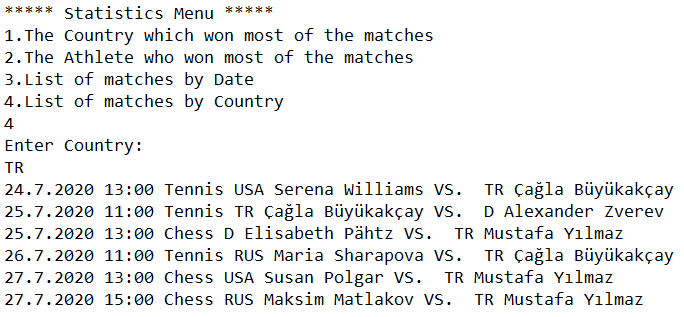 ***** Statistics Menu *****
1.The Country which won most of the matches
2.The Athlete who won most of the matches
3.List of matches by Date
4.List of matches by Country
4
Enter Country:
TR
24.7.2020 13:00 Tennis USA Serena Williams VS.  TR Çağla Büyükakçay
25.7.2020 11:00 Tennis TR Çağla Büyükakçay VS.  D Alexander Zverev
25.7.2020 13:00 Chess D Elisabeth Pähtz VS.  TR Mustafa Yılmaz
26.7.2020 11:00 Tennis RUS Maria Sharapova VS.  TR Çağla Büyükakçay
27.7.2020 13:00 Chess USA Susan Polgar VS.  TR Mustafa Yılmaz
27.7.2020 15:00 Chess RUS Maksim Matlakov VS.  TR Mustafa Yılmaz